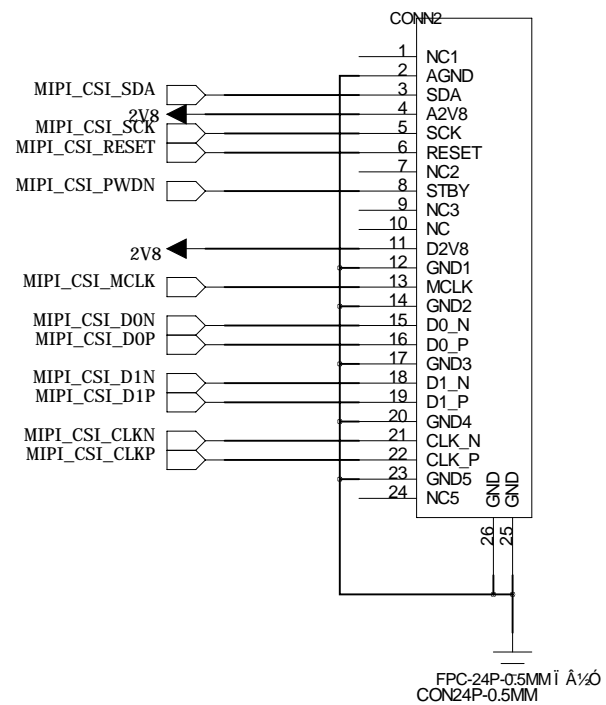 CONN2
1 NC1
2 AGND
MIPI_CSI_SDA 3 SDA
2V8 4 A2V8
MIPI_CSI_SCK 5 SCK
MIPI_CSI_RESET 6 RESET
7 NC2
MIPI_CSI_PWDN 8 STBY
9 NC3
10 NC
2V8 11 D2V8
12 GND1
MIPI_CSI_MCLK 13 MCLK
14 GND2
MIPI_CSI_D0N 15 D0_N
MIPI_CSI_D0P 16 D0_P
17 GND3
MIPI_CSI_D1N 18 D1_N
MIPI_CSI_D1P 19 D1_P
20 GND4
MIPI_CSI_CLKN 21 CLK_N
MIPI_CSI_CLKP 22 CLK_P
23 GND5
24 NC5
GND GND
26 25
FPC-24P-0.5MM Ï Â½Ó
CON24P-0.5MM